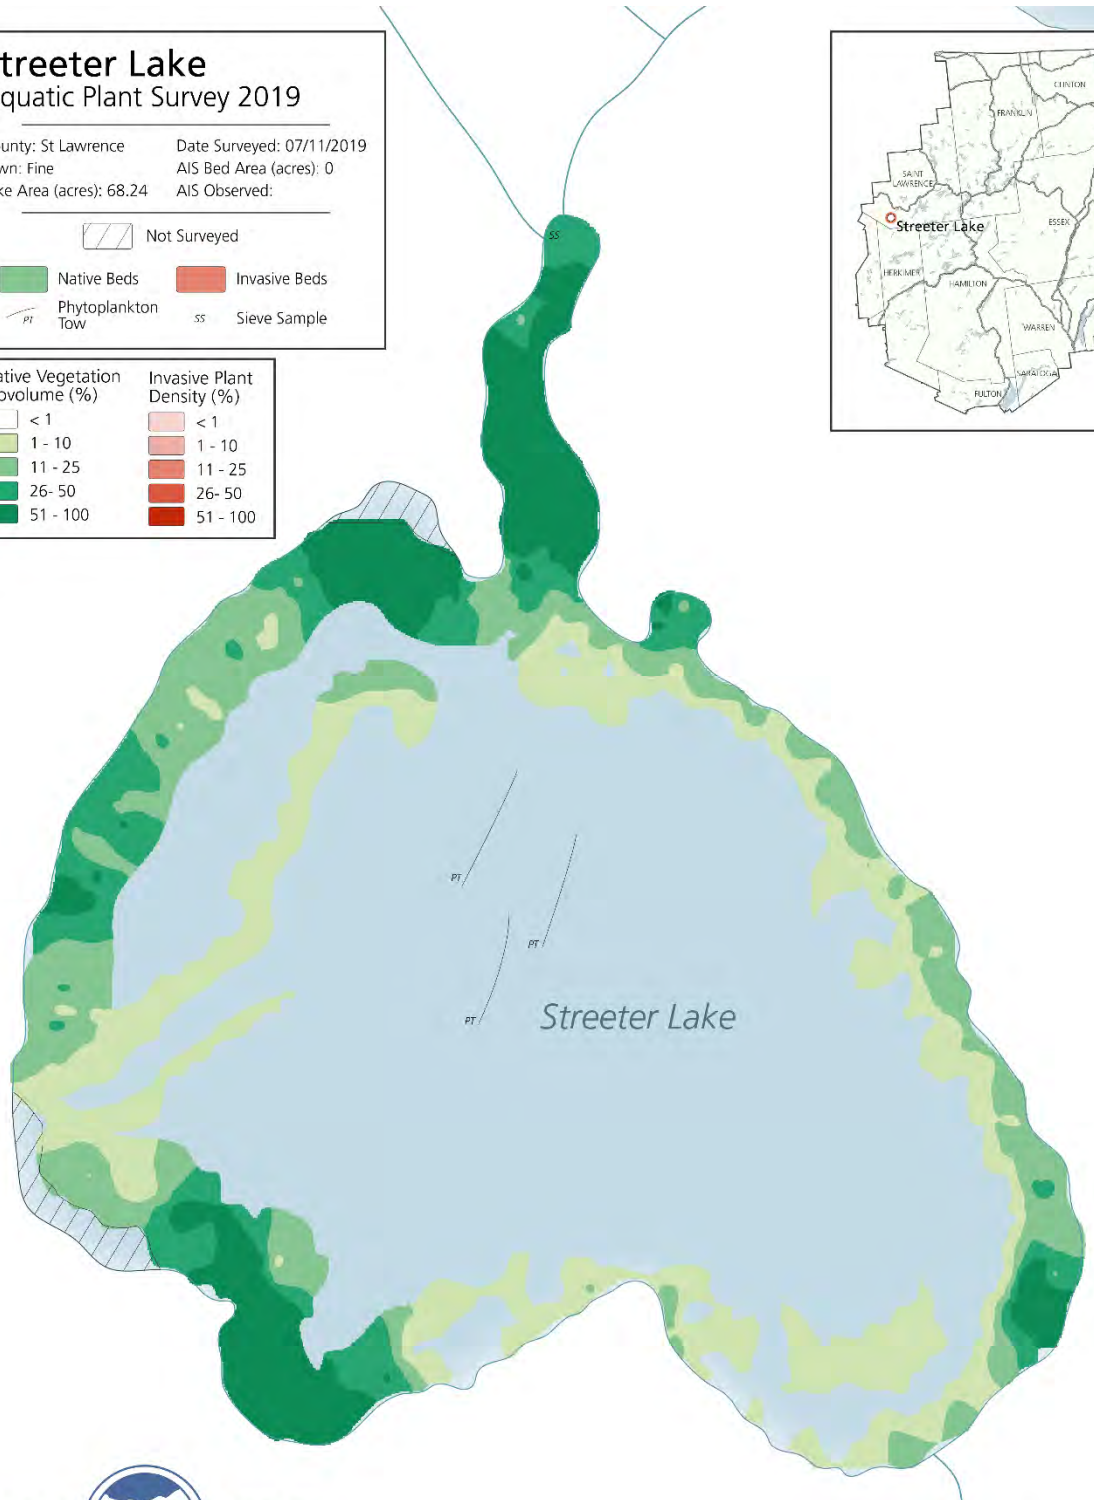 treeter Lake
quatic Plant Survey 2019
unty: St Lawrence
Date Surveyed: 07/11/2019
wn: Fine
AIS Bed Area (acres): 0
ke Area (acres): 68.24
AIS Observed:
Not Surveyed
Native Beds
Invasive Beds
PT
Phytoplankton
Tow
SS
Sieve Sample
ative Vegetation
ovolume (%)
< 1
1 - 10
11 - 25
26- 50
51 - 100
Invasive Plant
Density (%)
< 1
1 - 10
11 - 25
26- 50
51 - 100
CLINTON
FRANKLIN
SAINT
LAWRENCE
Streeter Lake
ESSEX
HERKIMER
HAMILTON
WARREN
SARATOGA
FULTON
SS
PT
PT
PT
Streeter Lake